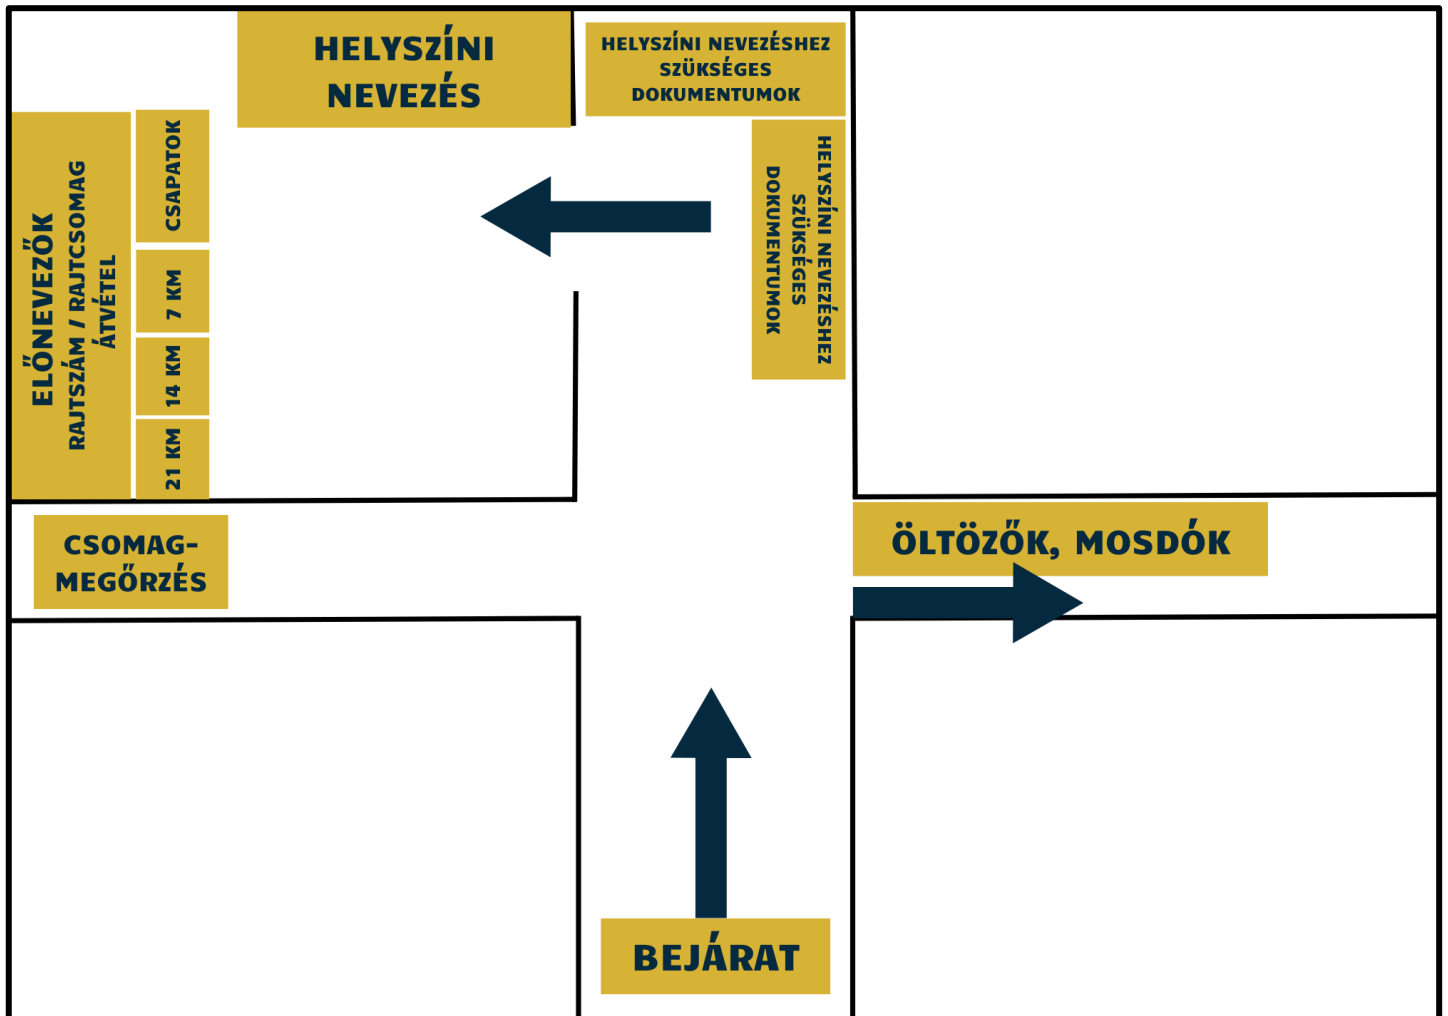 HELYSZÍNI
NEVEZÉS
HELYSZÍNI NEVEZÉSHEZ
SZÜKSÉGES
DOKUMENTUMOK
HELYSZÍNI NEVEZÉSHEZ
SZÜKSÉGES
DOKUMENTUMOK
ELŐNEVEZŐK
RAJTSZÁM / RAJTCSOMAG
ÁTVÉTEL
CSAPATOK
7 KM
14 KM
21 KM
CSOMAG-
MEGŐRZÉS
ÖLTÖZŐK, MOSDÓK
BEJÁRAT